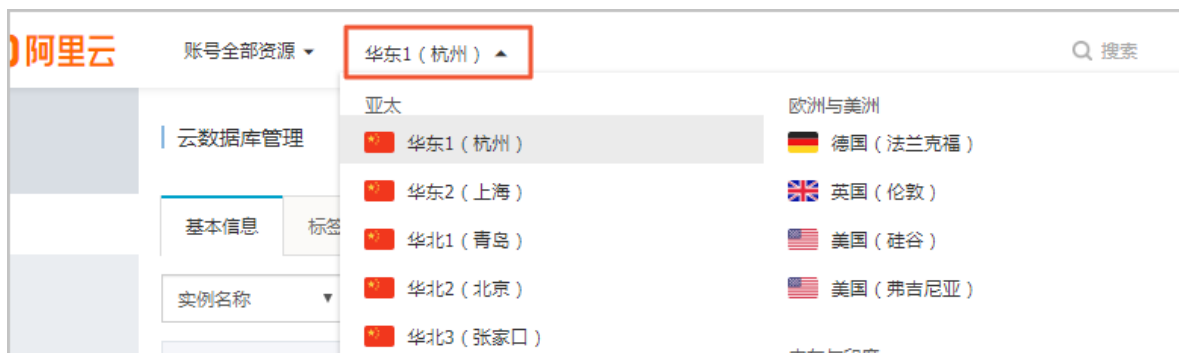 阿里云
账号全部资源
华东1（杭州）
搜索
云数据库管理
基本信息
标签
实例名称
亚太
华东1（杭州）
华东2（上海）
华北1（青岛）
华北2（北京）
华北3（张家口）
欧洲与美洲
德国（法兰克福）
英国（伦敦）
美国（硅谷）
美国（弗吉尼亚）